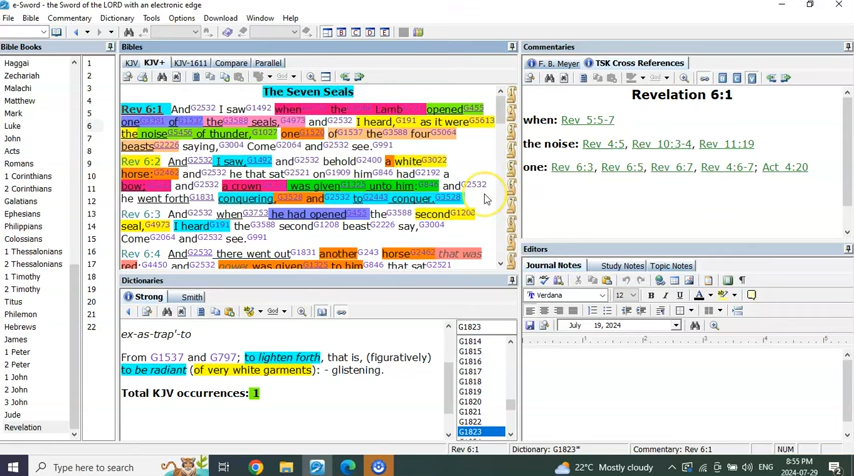 e-Sword - the Sword of the LORD with an electronic edge
File Bible Commentary Dictionary Tools Options Download Window Help
Bible Books
Haggai
Zechariah
Malachi
Matthew
Mark
Luke
John
Acts
Romans
1 Corinthians
2 Corinthians
Galatians
Ephesians
Philippians
Colossians
1 Thessalonians
2 Thessalonians
1 Timothy
2 Timothy
Titus
Philemon
Hebrews
James
1 Peter
2 Peter
1 John
2 John
3 John
Jude
Revelation
1
2
3
4
5
6
7
8
9
10
11
12
13
14
15
16
17
18
19
20
21
22
Bibles
KJV KJV+ KJV-1611 Compare Parallel
The Seven Seals
Rev 6:1 And G2532 I saw G1492 when the Lamb opened G455
one of the G3588 seals, G4973 and G2532 I heard, G191 as it were G5613
the noise G5456 of thunder, G1027 one G1520 of G1537 the G3588 four G5064
beasts G2226 saying, G3004 Come G2064 and G2532 see. G991
Rev 6:2 And G2532 I saw, G1492 and G2532 behold G2400 a white G3022
horse: G2462 and G2532 he that sat G2521 on G1909 him G846 had G2192 a
bow; and G2532 a crown was given G1325 unto him: G846 and G2532
he went forth G1831 conquering, G3528 and G2532 to G2443 conquer. G3528
Rev 6:3 And G2532 when G3753 he had opened G455 the G3588 second G1208
seal, G4973 I heard G191 the G3588 second G1208 beast G2226 say, G3004
Come G2064 and G2532 see. G991
Rev 6:4 And G2532 there went out G1831 another G243 horse G2462 that was
red: G4450 and G2532 power was given G1325 to him G846 that sat G2521
Dictionaries
Strong Smith
ex-as-trap'-to
From G1537 and G797; to lighten forth, that is, (figuratively)
to be radiant (of very white garments): - glistening.
Total KJV occurrences: 1
G1823
G1814
G1815
G1816
G1817
G1818
G1819
G1820
G1821
G1822
G1823
Commentaries
F. B. Meyer TSK Cross References
Revelation 6:1
when: Rev 5:5-7
the noise: Rev 4:5, Rev 10:3-4, Rev 11:19
one: Rev 6:3, Rev 6:5, Rev 6:7, Rev 4:6-7; Act 4:20
Editors
Journal Notes Study Notes Topic Notes
Verdana 12 B I U A
July 19, 2024
Rev 6:1 Dictionary: G1823* Commentary: Rev 6:1 NUM
Type here to search
22°C Mostly cloudy
8:55 PM
2024-07-29